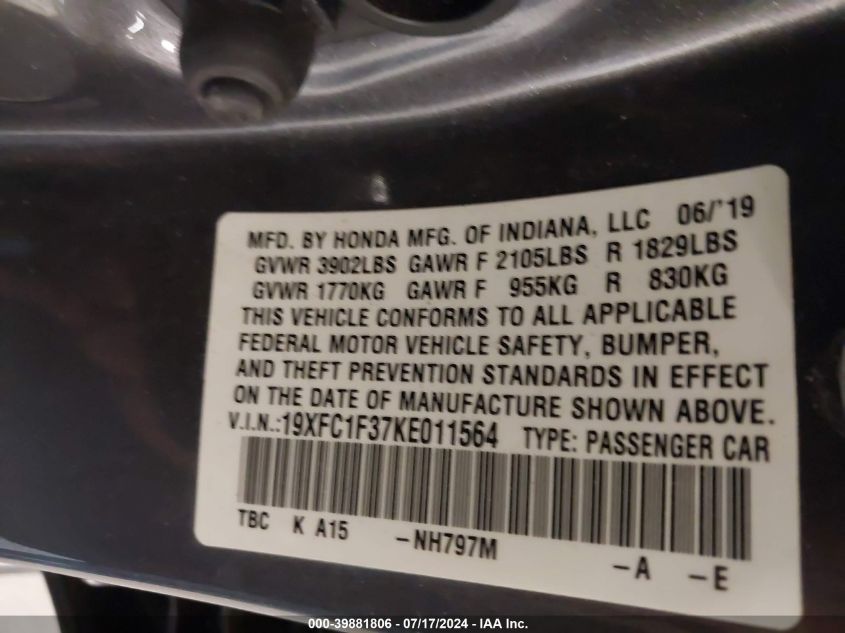 MFD. BY HONDA MFG. OF INDIANA, LLC 06/'19
GVWR 3902LBS GAWR F 2105LBS R 1829LBS
GVWR 1770KG GAWR F 955KG R 830KG
THIS VEHICLE CONFORMS TO ALL APPLICABLE
FEDERAL MOTOR VEHICLE SAFETY, BUMPER,
AND THEFT PREVENTION STANDARDS IN EFFECT
ON THE DATE OF MANUFACTURE SHOWN ABOVE.
V.I.N.:19XFC1F37KE011564 TYPE: PASSENGER CAR
TBC K A15 -NH797M -A -E
000-39881806 - 07/17/2024 - IAA Inc.